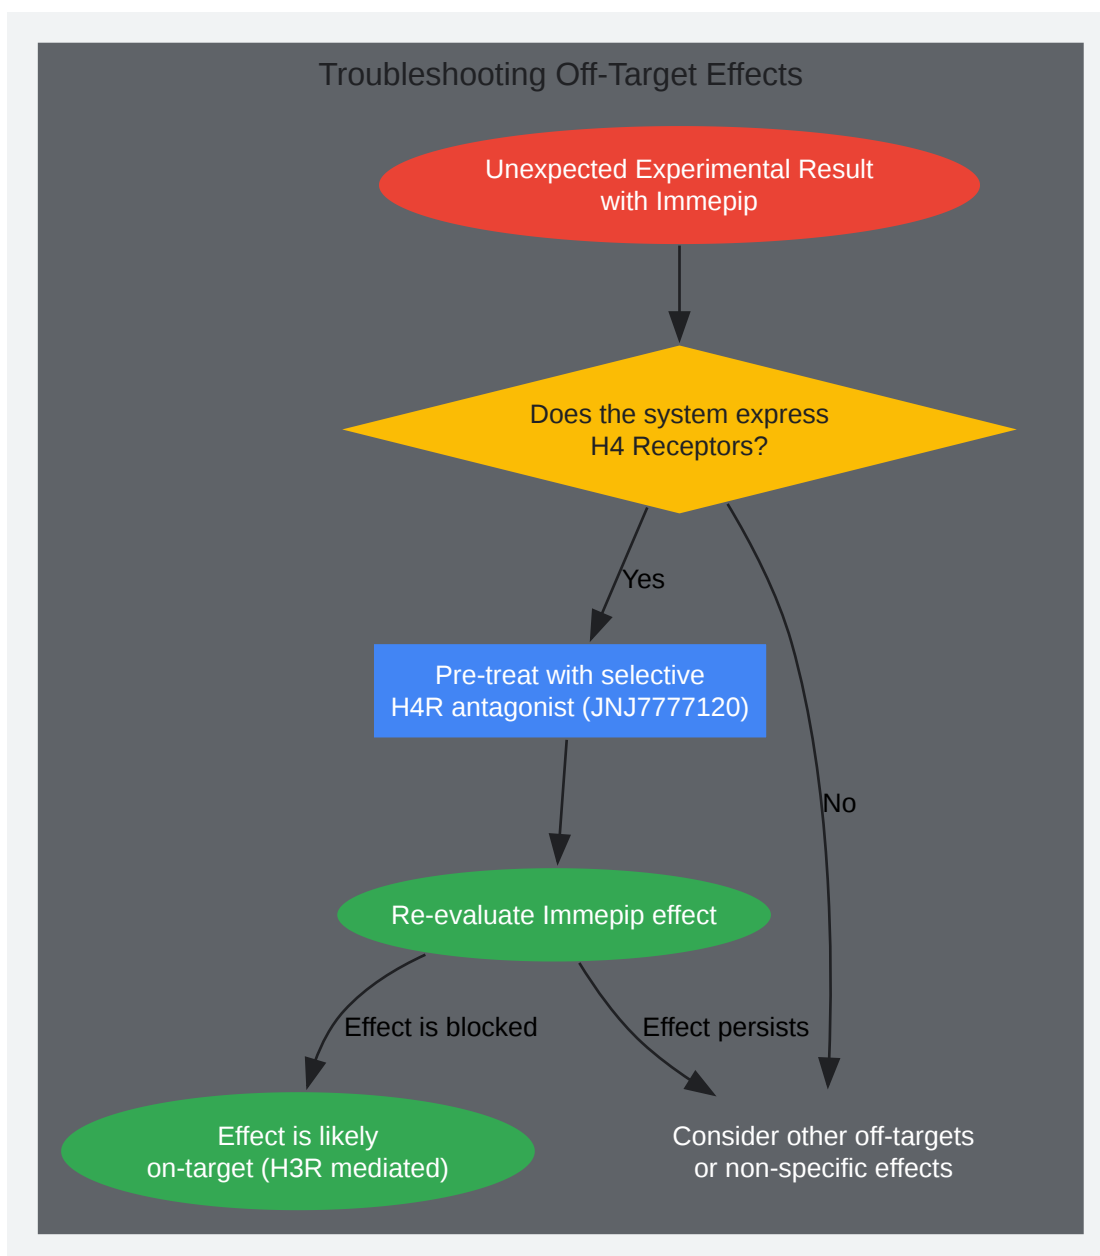 Troubleshooting Off-Target Effects
Unexpected Experimental Result
with Immepip
Does the system express
H4 Receptors?
Yes
Pre-treat with selective
H4R antagonist (JNJ7777120)
No
Re-evaluate Immepip effect
Effect is blocked
Effect persists
Effect is likely
on-target (H3R mediated)
Consider other off-targets
or non-specific effects